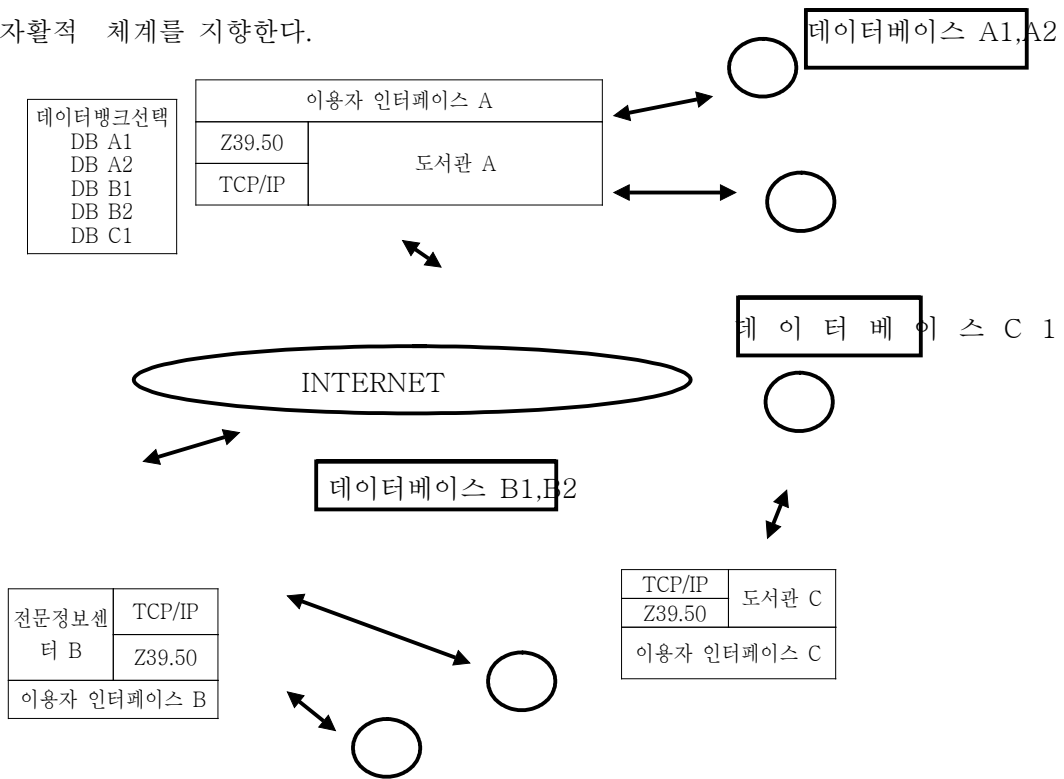 자활적 체계를 지향한다.
데이터베이스 A1,A2
이용자 인터페이스 A
데이터뱅크선택
DB A1
DB A2
DB B1
DB B2
DB C1
Z39.50
TCP/IP
도서관 A
데 이 터 베 이 스 C 1
INTERNET
데이터베이스 B1,B2
전문정보센
터 B
TCP/IP
Z39.50
이용자 인터페이스 B
TCP/IP
Z39.50
도서관 C
이용자 인터페이스 C